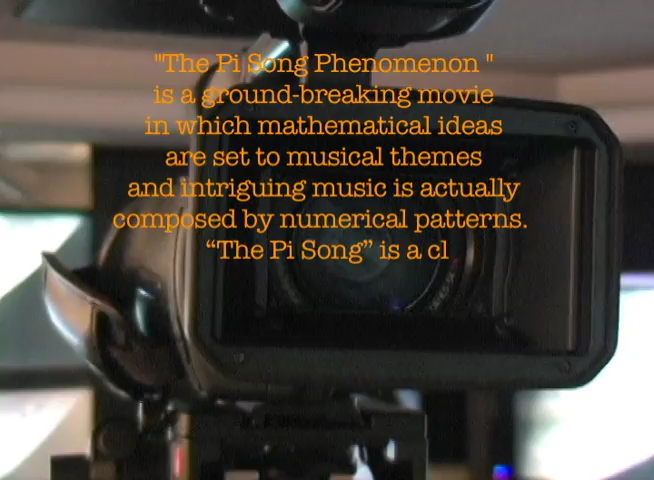 "The Pi Song Phenomenon "
is a ground-breaking movie
in which mathematical ideas
are set to musical themes
and intriguing music is actually
composed by numerical patterns.
“The Pi Song” is a cl